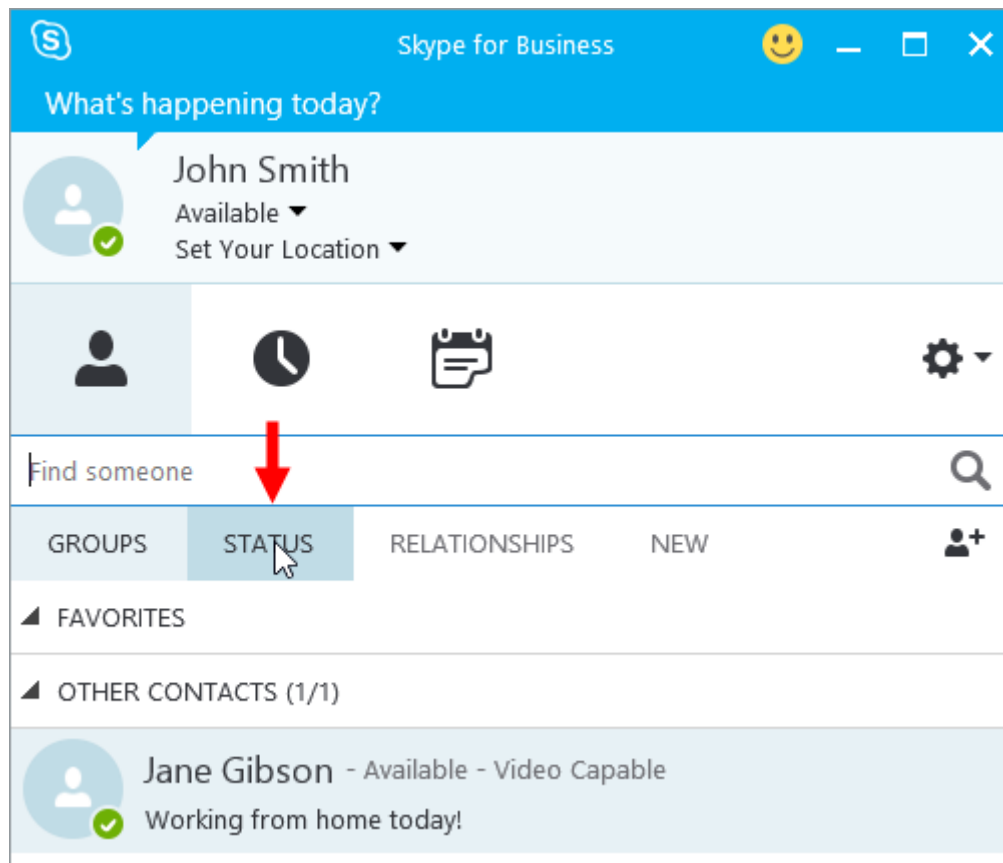 Skype for Business
What's happening today?
John Smith
Available
Set Your Location
Find someone
GROUPS STATUS RELATIONSHIPS NEW
FAVORITES
OTHER CONTACTS (1/1)
Jane Gibson - Available - Video Capable
Working from home today!